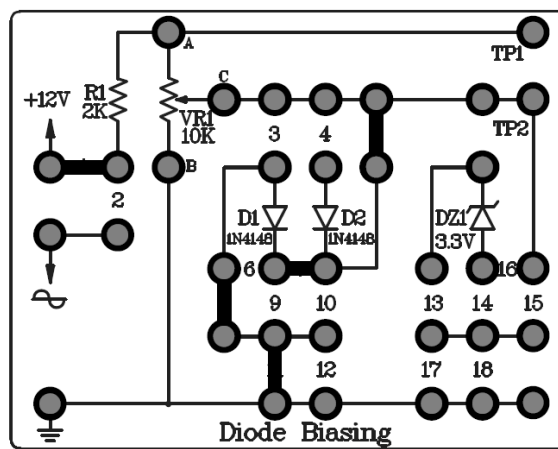 A
TP1
+12V
R1
2K
C
VR1
10K
TP2
3
4
B
2
D1
1N4148
D2
1N4148
DZ1
3.3V
6
16
9
10
13
14
15
12
17
18
Diode Biasing